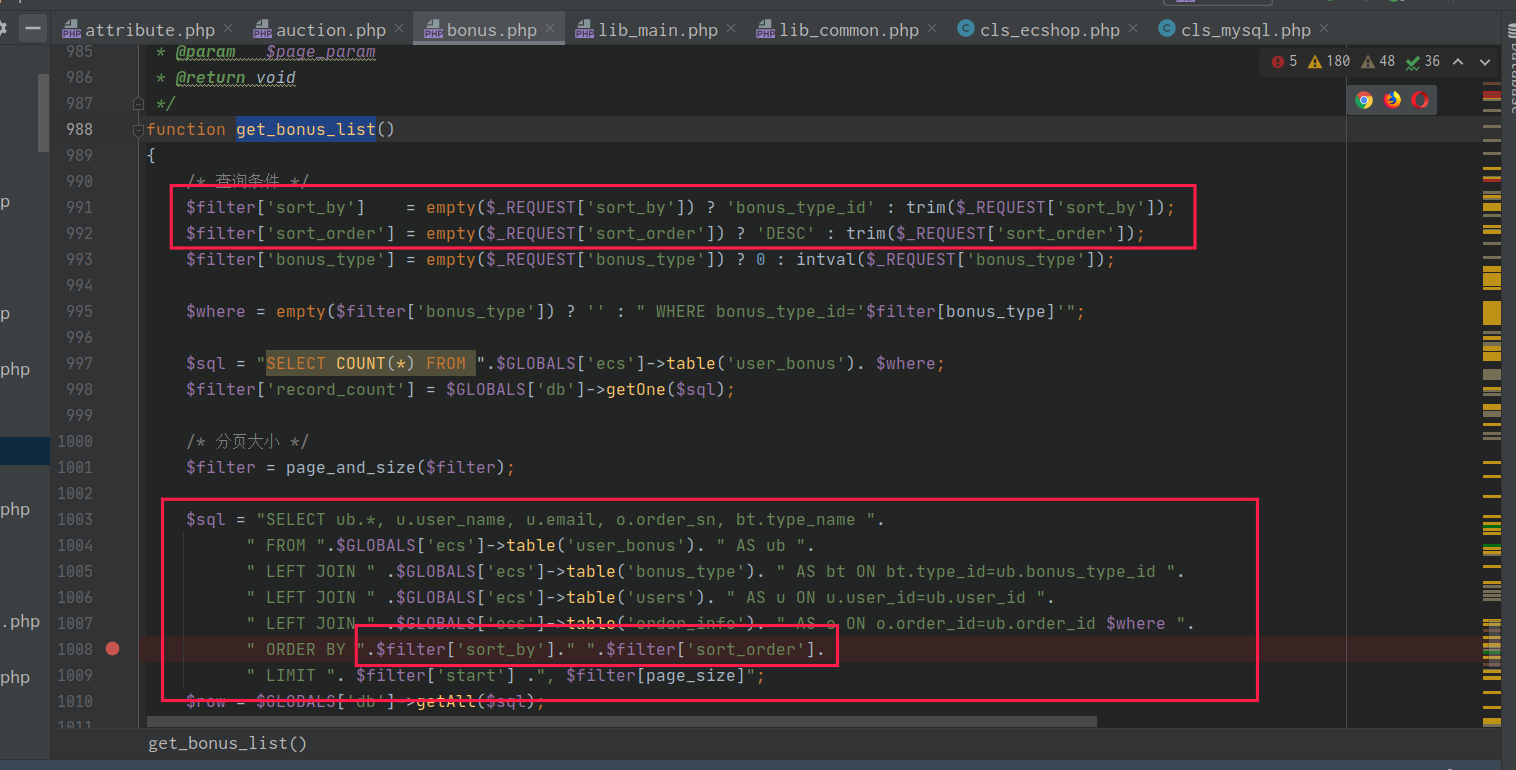 attribute.php auction.php bonus.php lib_main.php lib_common.php cls_ecshop.php cls_mysql.php
985 * @param $page_param
5 180 48 36
986 * @return void
987 */
988 function get_bonus_list()
989 {
990 /* 查询条件 */
991 $filter['sort_by'] = empty($_REQUEST['sort_by']) ? 'bonus_type_id' : trim($_REQUEST['sort_by']);
992 $filter['sort_order'] = empty($_REQUEST['sort_order']) ? 'DESC' : trim($_REQUEST['sort_order']);
993 $filter['bonus_type'] = empty($_REQUEST['bonus_type']) ? 0 : intval($_REQUEST['bonus_type']);
994
995 $where = empty($filter['bonus_type']) ? '' : " WHERE bonus_type_id='$filter[bonus_type]'";
996
997 $sql = "SELECT COUNT(*) FROM ".$GLOBALS['ecs']->table('user_bonus'). $where;
998 $filter['record_count'] = $GLOBALS['db']->getOne($sql);
999
1000 /* 分页大小 */
1001 $filter = page_and_size($filter);
1002
1003 $sql = "SELECT ub.*, u.user_name, u.email, o.order_sn, bt.type_name ".
1004 " FROM ".$GLOBALS['ecs']->table('user_bonus'). " AS ub ".
1005 " LEFT JOIN " .$GLOBALS['ecs']->table('bonus_type'). " AS bt ON bt.type_id=ub.bonus_type_id ".
1006 " LEFT JOIN " .$GLOBALS['ecs']->table('users'). " AS u ON u.user_id=ub.user_id ".
1007 " LEFT JOIN " .$GLOBALS['ecs']->table('order_info'). " AS o ON o.order_id=ub.order_id $where ".
1008 " ORDER BY ".$filter['sort_by']." ".$filter['sort_order'].
1009 " LIMIT ". $filter['start'] .", $filter[page_size]";
1010 $row = $GLOBALS['db']->getAll($sql);
1011
get_bonus_list()
p
p
php
php
.php
php